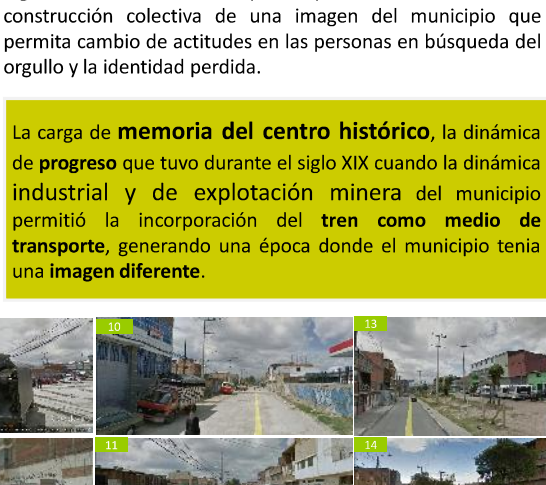 construcción colectiva de una imagen del municipio que
permita cambio de actitudes en las personas en búsqueda del
orgullo y la identidad perdida.
La carga de memoria del centro histórico, la dinámica
de progreso que tuvo durante el siglo XIX cuando la dinámica
industrial y de explotación minera del municipio
permitió la incorporación del tren como medio de
transporte, generando una época donde el municipio tenia
una imagen diferente.
10
13
11
14